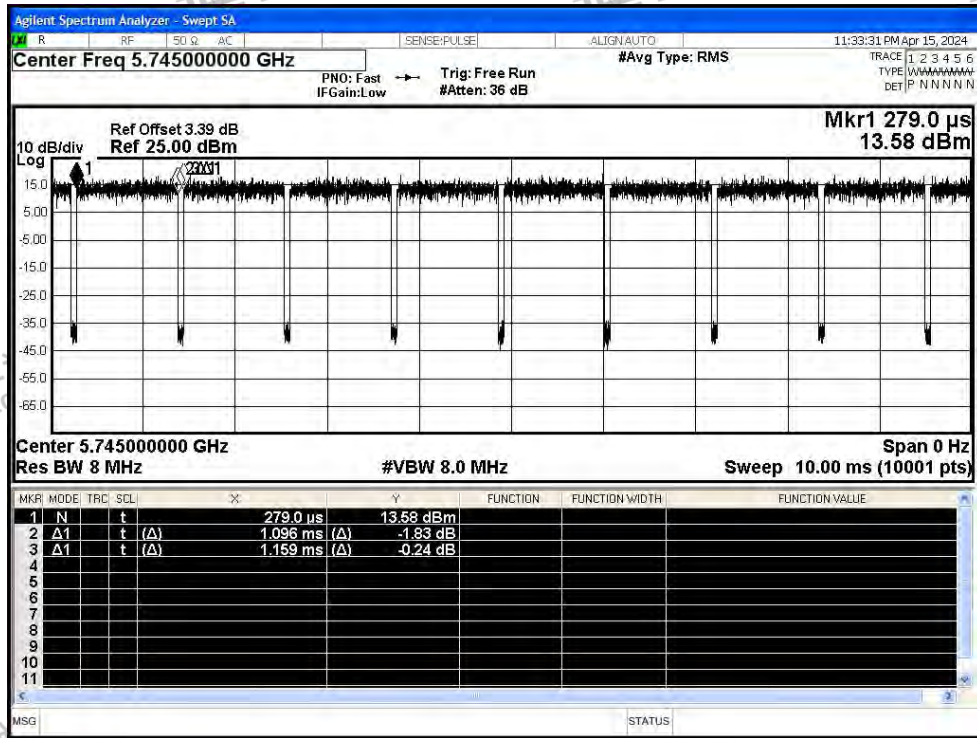 Agilent Spectrum Analyzer - Swept SA
LXI R RF 50 Ω AC SENSE:PULSE ALIGN AUTO 11:33:31 PM Apr 15, 2024
Center Freq 5.745000000 GHz #Avg Type: RMS TRACE 1 2 3 4 5 6
PNO: Fast Trig: Free Run TYPE WWWWWW
IFGain:Low #Atten: 36 dB DET P N N N N N
Mkr1 279.0 µs
Ref Offset 3.39 dB
10 dB/div Ref 25.00 dBm 13.58 dBm
Log
1
15.0
5.00
-5.00
-15.0
-25.0
-35.0
-45.0
-55.0
-65.0
Center 5.745000000 GHz Span 0 Hz
Res BW 8 MHz #VBW 8.0 MHz Sweep 10.00 ms (10001 pts)
MKR MODE TRC SCL X Y FUNCTION FUNCTION WIDTH FUNCTION VALUE
1 N t 279.0 µs 13.58 dBm
2 Δ1 t (Δ) 1.096 ms (Δ) -1.83 dB
3 Δ1 t (Δ) 1.159 ms (Δ) -0.24 dB
4
5
6
7
8
9
10
11
MSG STATUS